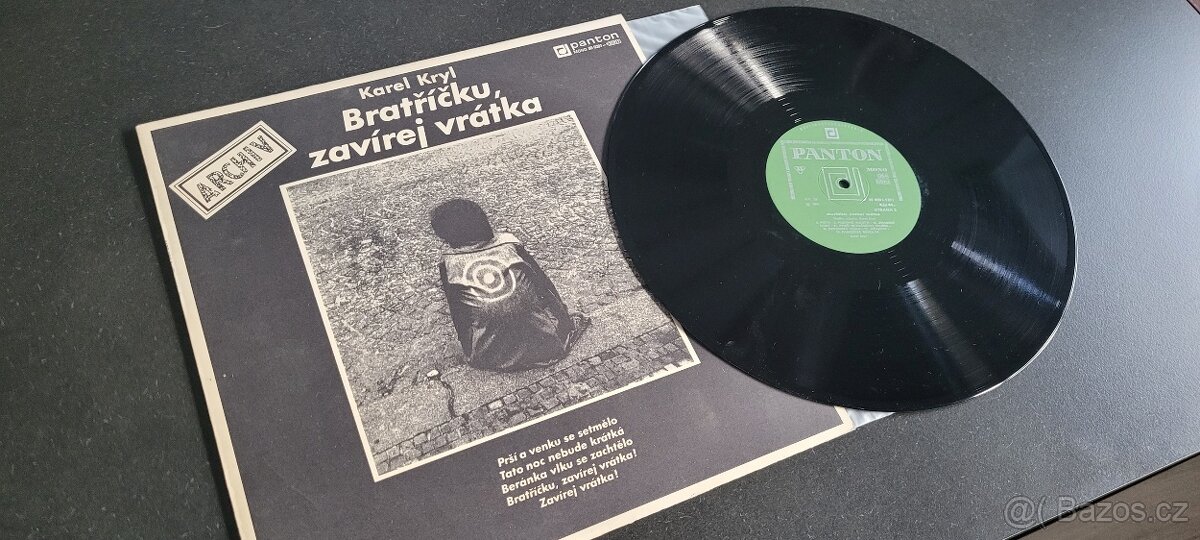 panton
Karel Kryl
Bratříčku,
zavírej vrátka
ARCHIV
Prší a venku se setmělo
Tato noc nebude krátká
Beránka vlku se zachtělo
Bratříčku, zavírej vrátka!
Zavírej vrátka!
PANTON
MONO
@( Bazos.cz